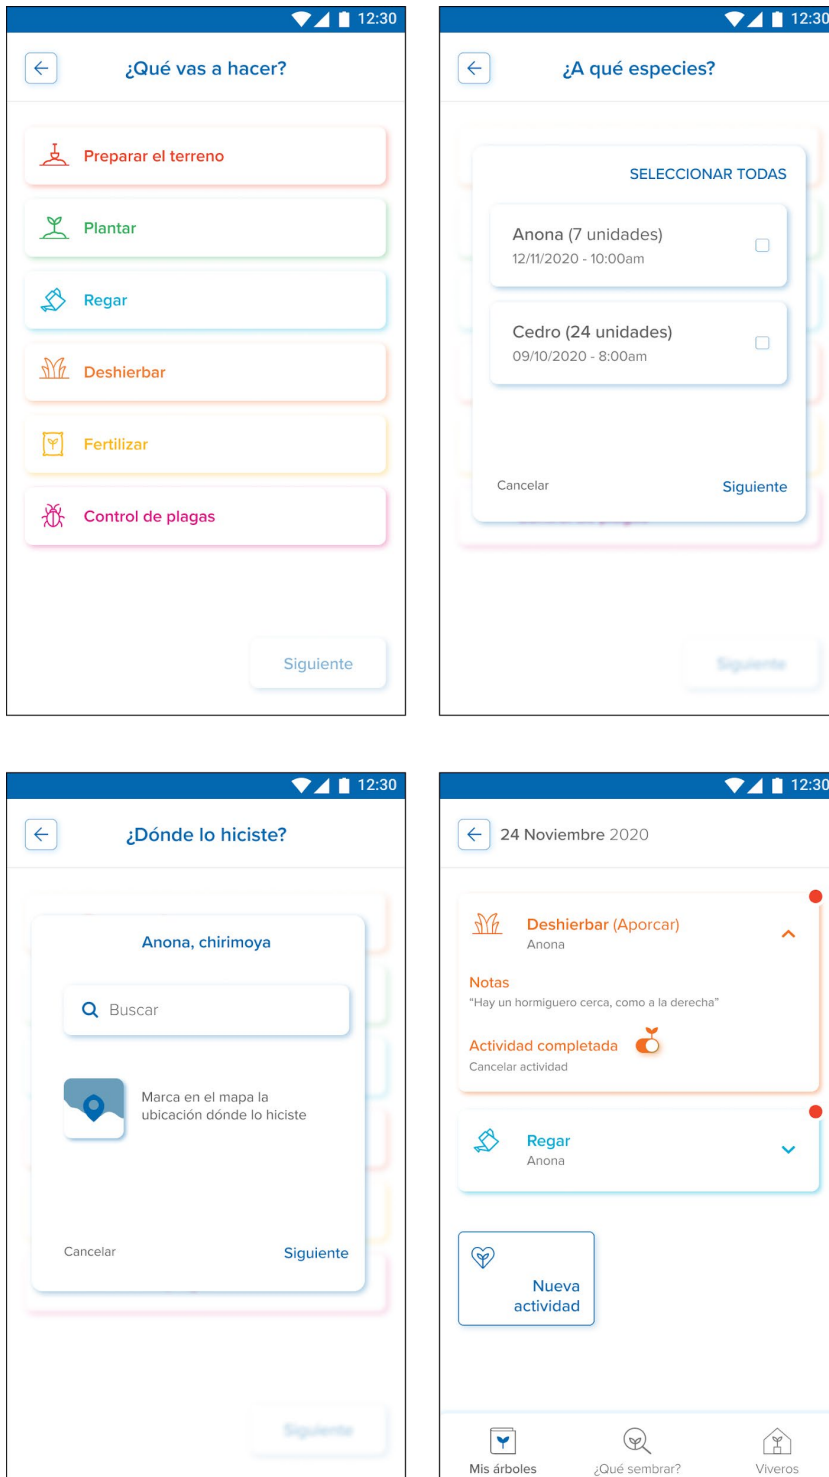 12:30
¿Qué vas a hacer?
Preparar el terreno
Plantar
Regar
Deshierbar
Fertilizar
Control de plagas
Siguiente
12:30
¿A qué especies?
SELECCIONAR TODAS
Anona (7 unidades)
12/11/2020 - 10:00am
Cedro (24 unidades)
09/10/2020 - 8:00am
Cancelar
Siguiente
Siguiente
12:30
¿Dónde lo hiciste?
Anona, chirimoya
Buscar
Marca en el mapa la
ubicación dónde lo hiciste
Cancelar
Siguiente
Siguiente
12:30
24 Noviembre 2020
Deshierbar (Aporcar)
Anona
Notas
“Hay un hormiguero cerca, como a la derecha”
Actividad completada
Cancelar actividad
Regar
Anona
Nueva
actividad
Mis árboles
¿Qué sembrar?
Viveros